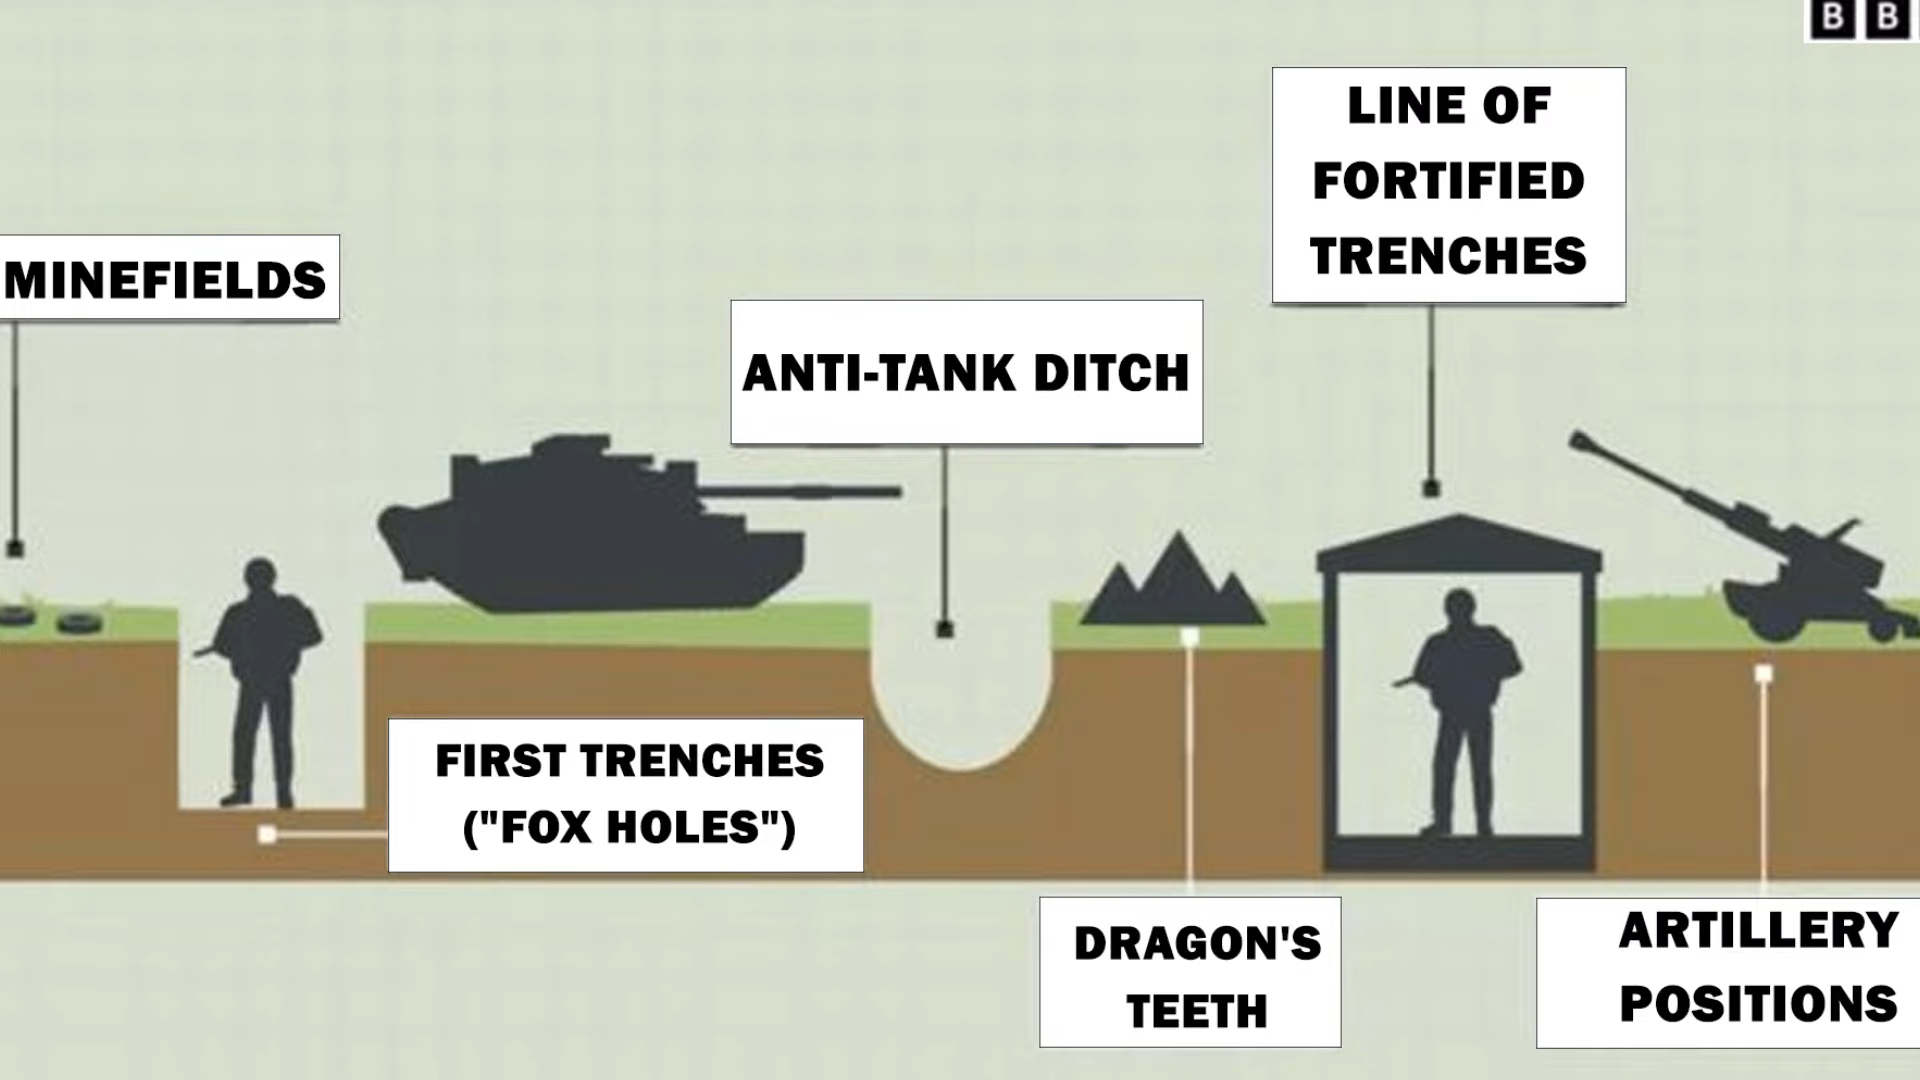 B B
LINE OF
FORTIFIED
TRENCHES
MINEFIELDS
ANTI-TANK DITCH
FIRST TRENCHES
("FOX HOLES")
DRAGON'S
TEETH
ARTILLERY
POSITIONS